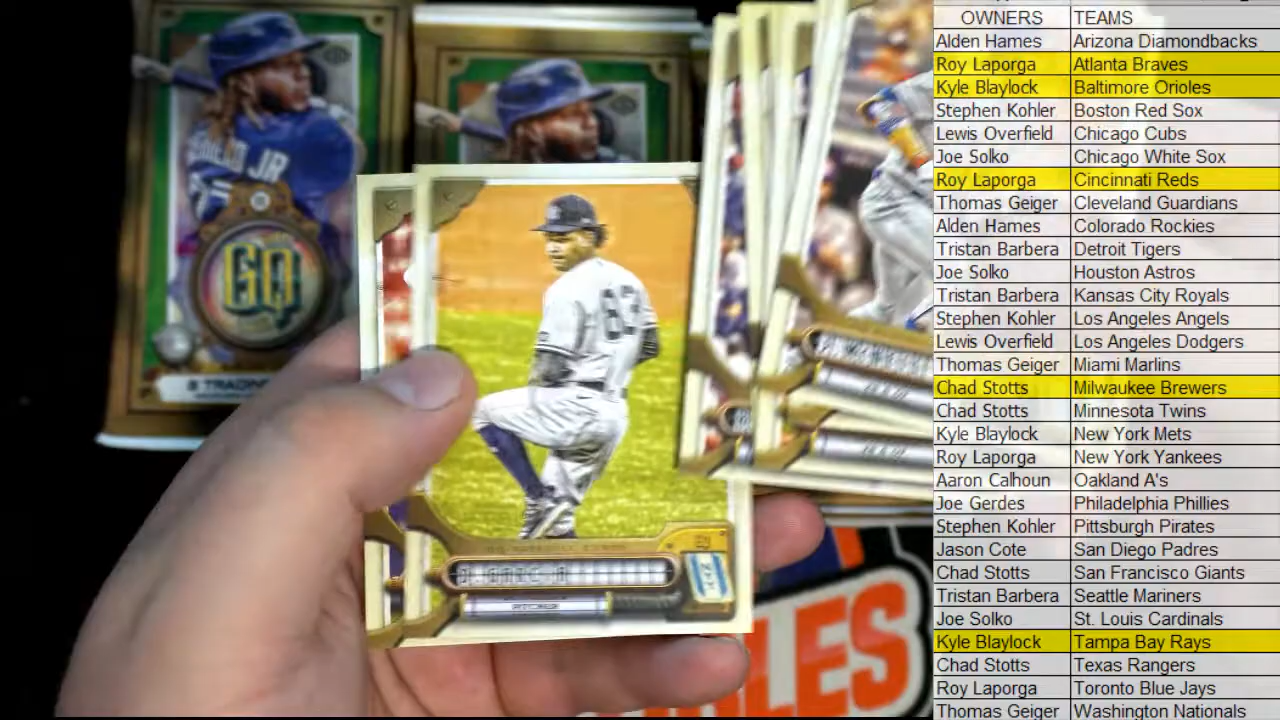 OWNERS TEAMS
Alden Hames Arizona Diamondbacks
Roy Laporga Atlanta Braves
Kyle Blaylock Baltimore Orioles
Stephen Kohler Boston Red Sox
Lewis Overfield Chicago Cubs
Joe Solko Chicago White Sox
Roy Laporga Cincinnati Reds
Thomas Geiger Cleveland Guardians
Alden Hames Colorado Rockies
Tristan Barbera Detroit Tigers
Joe Solko Houston Astros
Tristan Barbera Kansas City Royals
Stephen Kohler Los Angeles Angels
Lewis Overfield Los Angeles Dodgers
Thomas Geiger Miami Marlins
Chad Stotts Milwaukee Brewers
Chad Stotts Minnesota Twins
Kyle Blaylock New York Mets
Roy Laporga New York Yankees
Aaron Calhoun Oakland A's
Joe Gerdes Philadelphia Phillies
Stephen Kohler Pittsburgh Pirates
Jason Cote San Diego Padres
Chad Stotts San Francisco Giants
Tristan Barbera Seattle Mariners
Joe Solko St. Louis Cardinals
Kyle Blaylock Tampa Bay Rays
Chad Stotts Texas Rangers
Roy Laporga Toronto Blue Jays
Thomas Geiger Washington Nationals
JR
GQ
83
PITCHER
LES